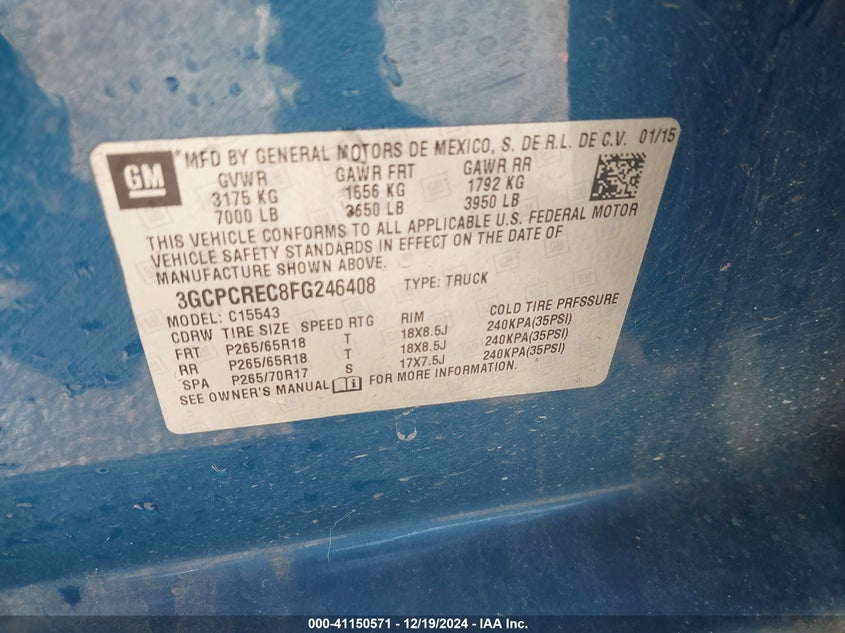 GM
MFD BY GENERAL MOTORS DE MEXICO, S. DE R.L. DE C.V. 01/15
GVWR GAWR FRT GAWR RR
3175 KG 1656 KG 1792 KG
7000 LB 3650 LB 3950 LB
THIS VEHICLE CONFORMS TO ALL APPLICABLE U.S. FEDERAL MOTOR
VEHICLE SAFETY STANDARDS IN EFFECT ON THE DATE OF
MANUFACTURE SHOWN ABOVE.
3GCPCREC8FG246408 TYPE: TRUCK
MODEL: C15543
CDRW TIRE SIZE SPEED RTG RIM COLD TIRE PRFSSURE
FRT P265/65R18 T 18X8.5J 240KPA(35PSI)
RR P265/65R18 T 18X8.5J 240KPA(35PSI)
SPA P265/70R17 S 17X7.5J 240KPA(35PSI)
SEE OWNER'S MANUAL FOR MORE INFORMATION.
000-41150571 - 12/19/2024 - IAA Inc.